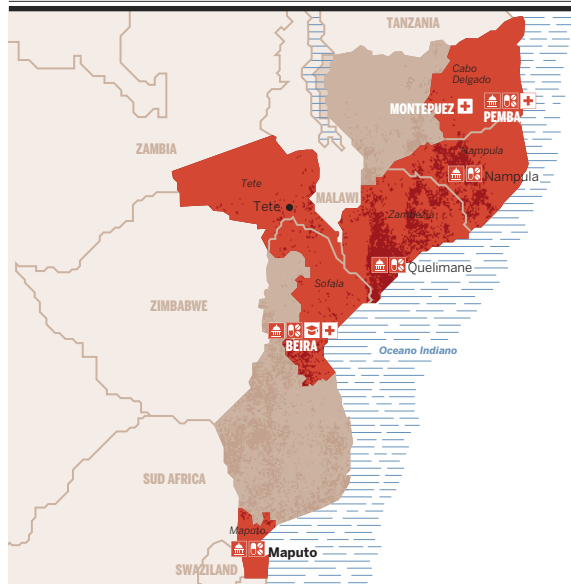 TANZANIA
Cabo
Delgado
MONTEPUEZ
PEMBA
ZAMBIA
Nampula
Nampula
Tete
MALAWI
Tete
Zambezia
Quelimane
Sofala
ZIMBABWE
BEIRA
Oceano Indiano
SUD AFRICA
Maputo
Maputo
SWAZILAND